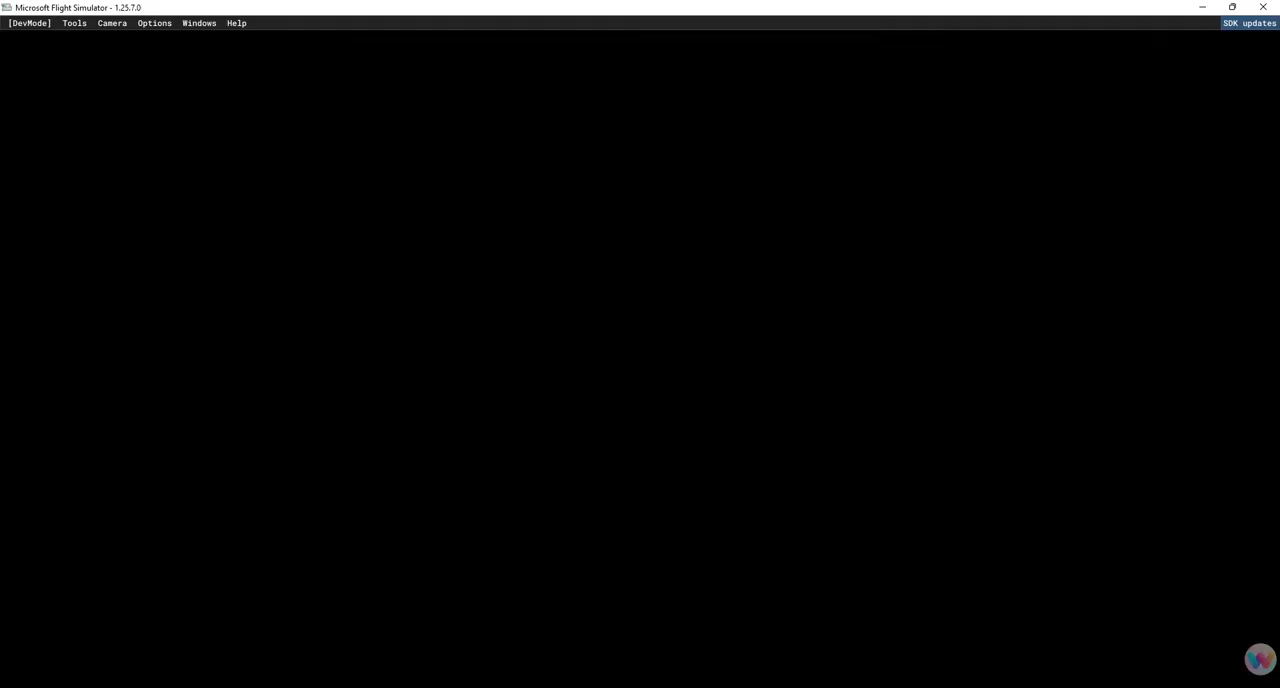 Microsoft Flight Simulator - 1.25.7.0
[DevMode] Tools Camera Options Windows Help SDK updates